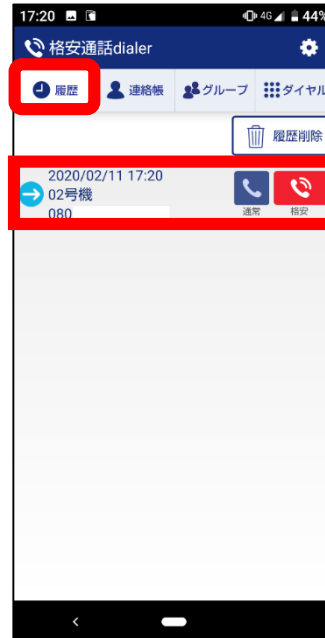 17:20 4G 44%
格安通話dialer
履歴 連絡帳 グループ ダイヤル
履歴削除
2020/02/11 17:20
02号機
080
通常 格安